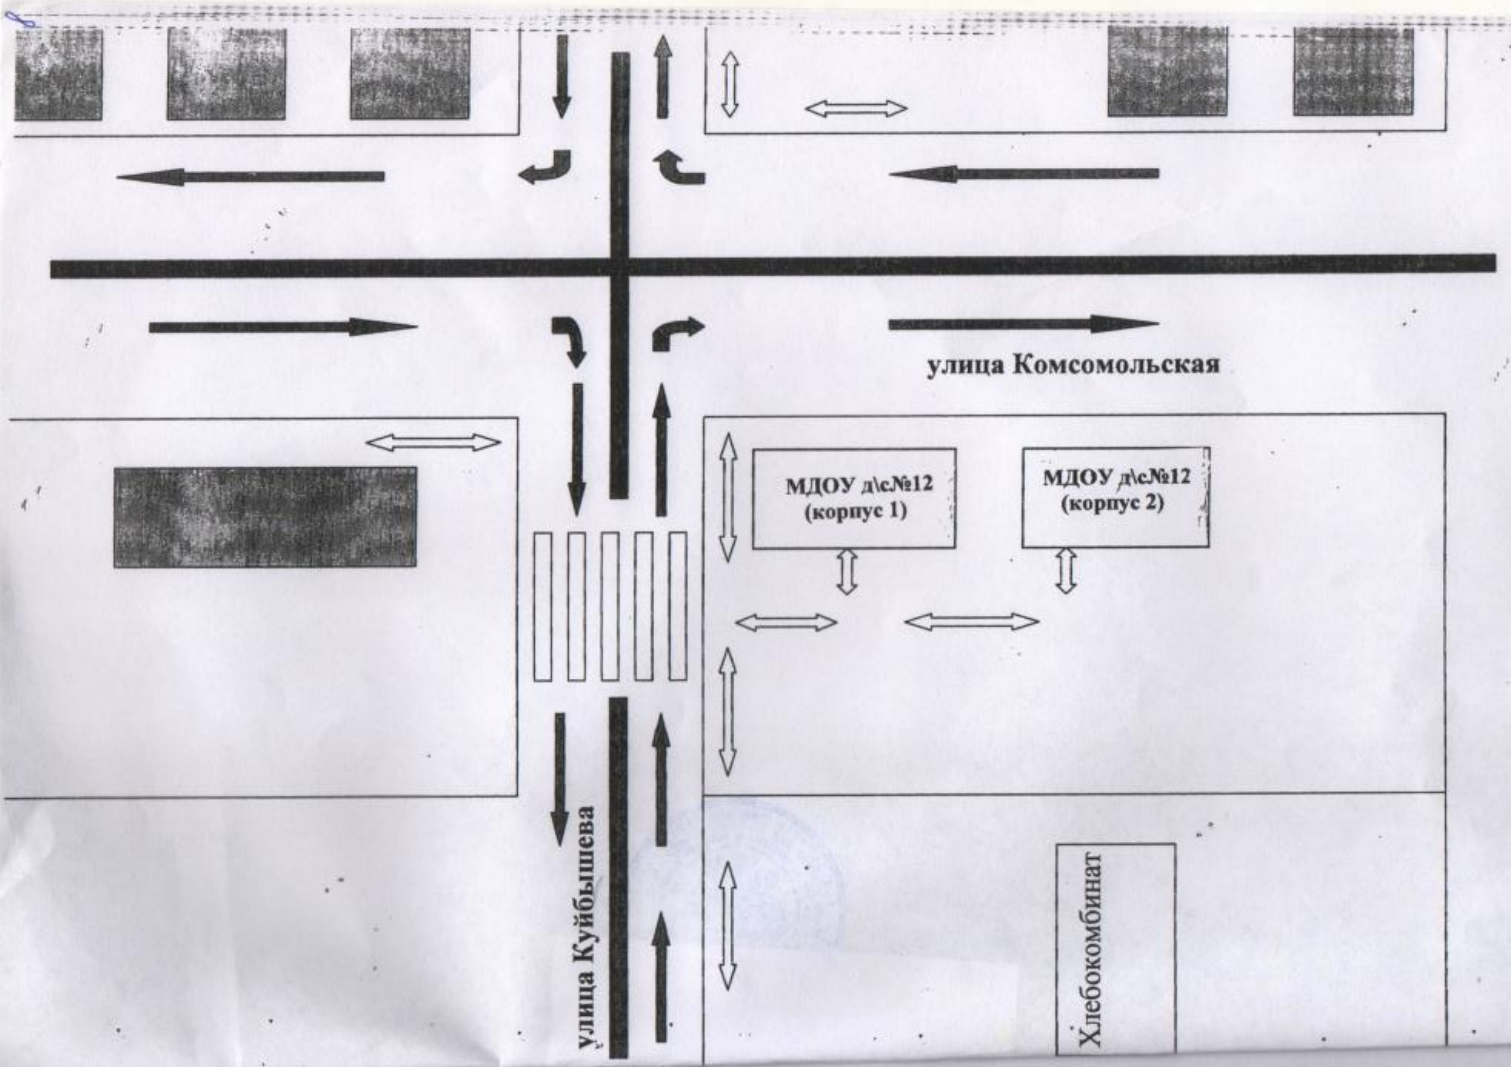 улица Комсомольская
МДОУ д\с№12
(корпус 1)
МДОУ д\с№12
(корпус 2)
улица Куйбышева
Хлебокомбинат